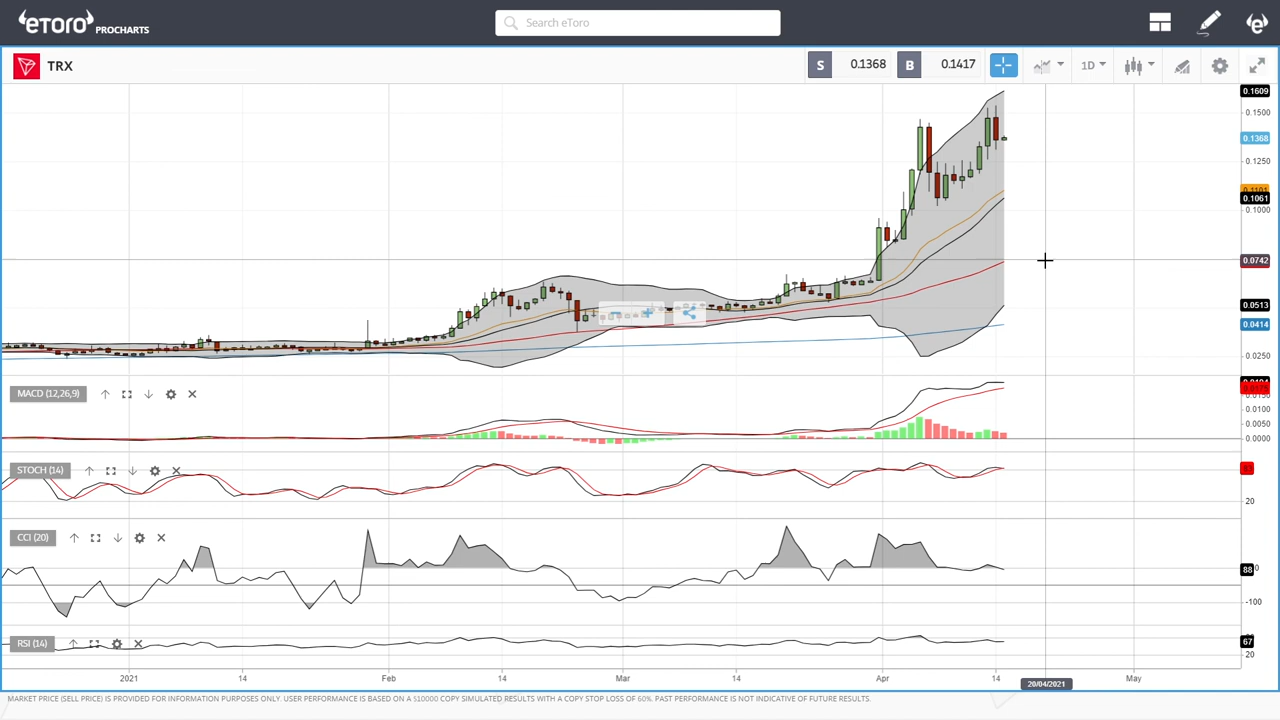 eToro PROCHARTS
Search eToro
TRX
S 0.1368 B 0.1417
1D
0.1609
0.1500
0.1368
0.1250
0.1101
0.1061
0.1000
0.0742
0.0513
0.0414
0.0250
MACD (12,26,9)
0.0175
0.0100
0.0050
0.0000
STOCH (14)
20
CCI (20)
88
-100
RSI (14)
67
20
2021 14 Feb 14 Mar 14 Apr 14 20/04/2021 May
MARKET PRICE (SELL PRICE) IS PROVIDED FOR INFORMATION PURPOSES ONLY. USER PERFORMANCE IS BASED ON A $10000 COPY SIMULATED RESULTS WITH A COPY STOP LOSS OF 60%. PAST PERFORMANCE IS NOT INDICATIVE OF FUTURE RESULTS.